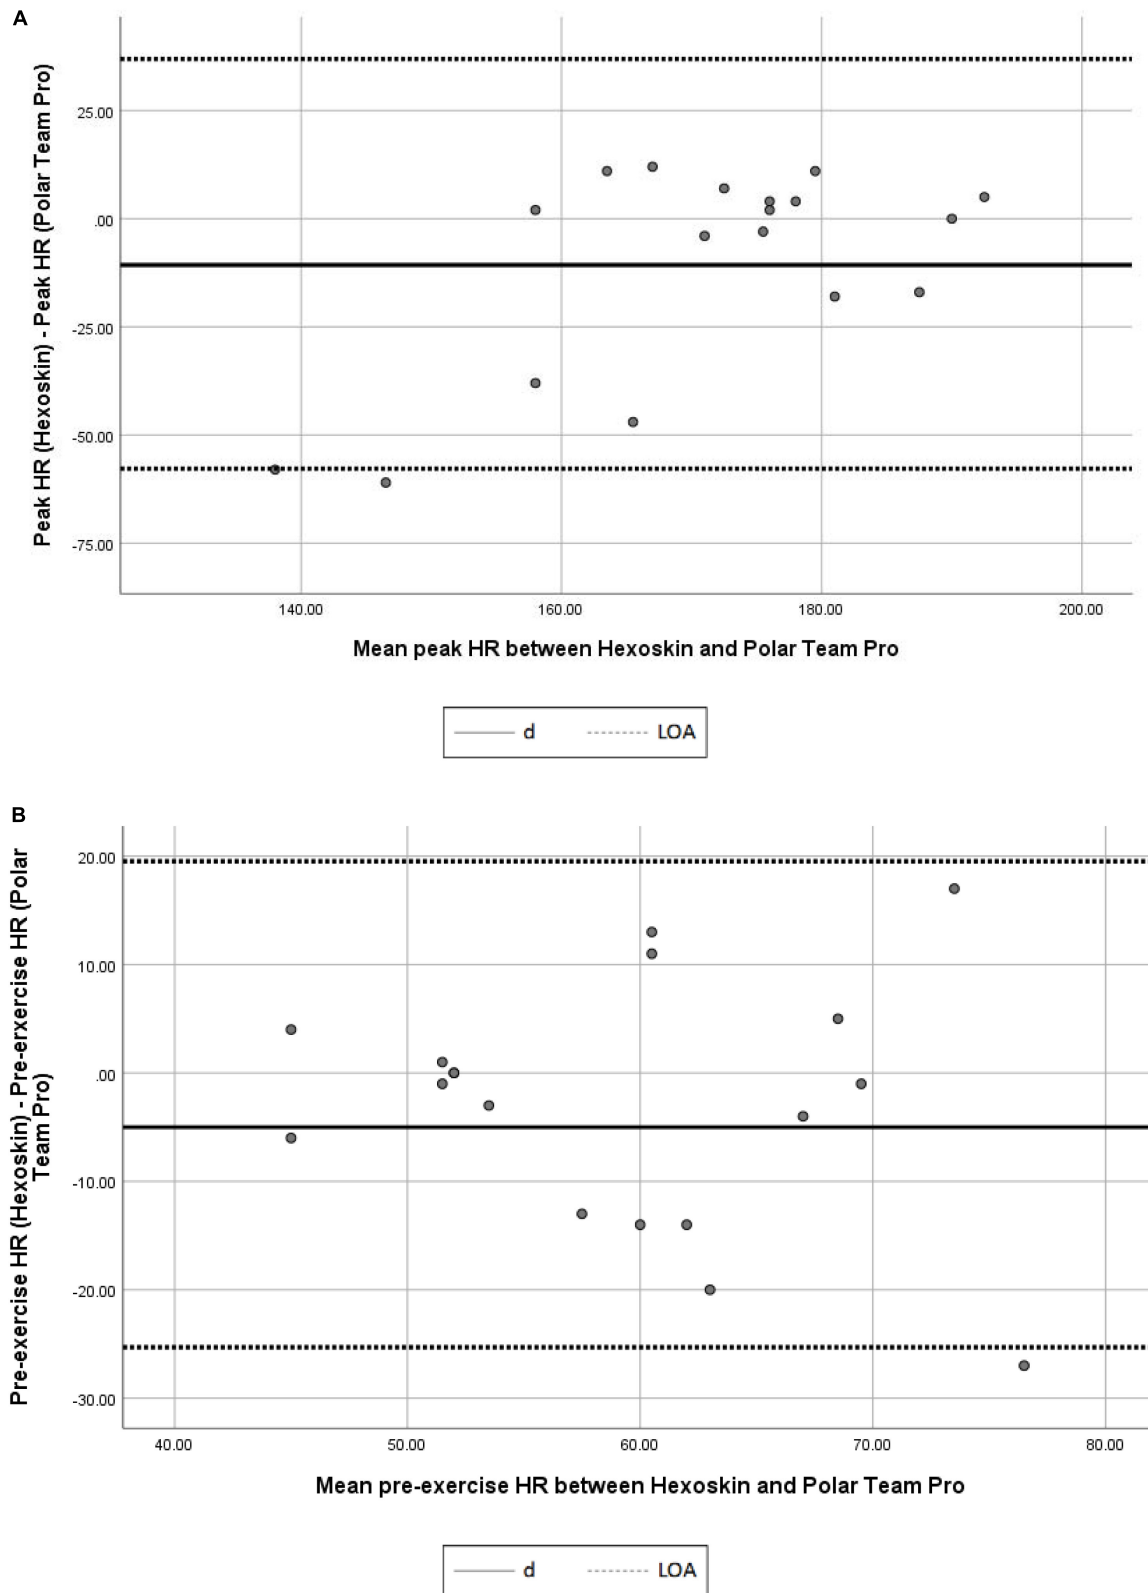 A
Peak HR (Hexoskin) - Peak HR (Polar Team Pro)
25.00
.00
-25.00
-50.00
-75.00
140.00 160.00 180.00 200.00
Mean peak HR between Hexoskin and Polar Team Pro
d LOA
B
Pre-exercise HR (Hexoskin) - Pre-erxercise HR (Polar
Team Pro)
20.00
10.00
.00
-10.00
-20.00
-30.00
40.00 50.00 60.00 70.00 80.00
Mean pre-exercise HR between Hexoskin and Polar Team Pro
d LOA